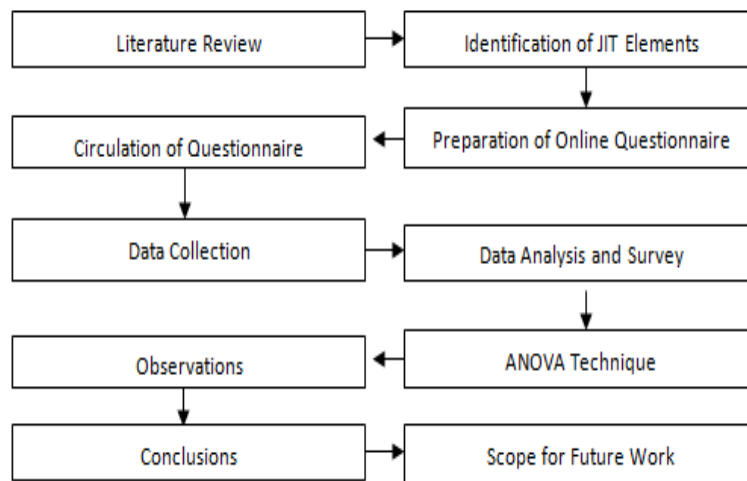 Literature Review
Identification of JIT Elements
Preparation of Online Questionnaire
Circulation of Questionnaire
Data Collection
Data Analysis and Survey
ANOVA Technique
Observations
Conclusions
Scope for Future Work